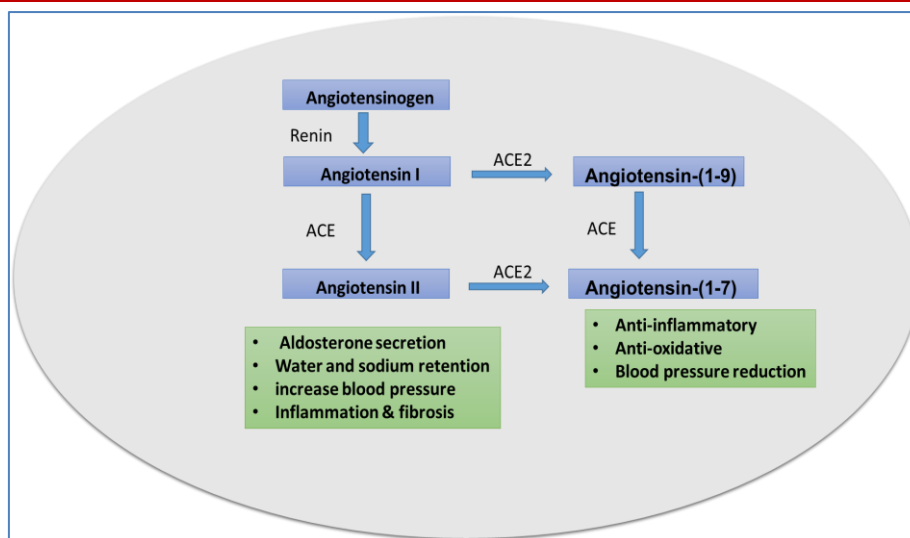 Angiotensinogen
Renin
Angiotensin I
ACE2
Angiotensin-(1-9)
ACE
ACE
Angiotensin II
ACE2
Angiotensin-(1-7)
• Aldosterone secretion
• Water and sodium retention
• increase blood pressure
• Inflammation & fibrosis
• Anti-inflammatory
• Anti-oxidative
• Blood pressure reduction